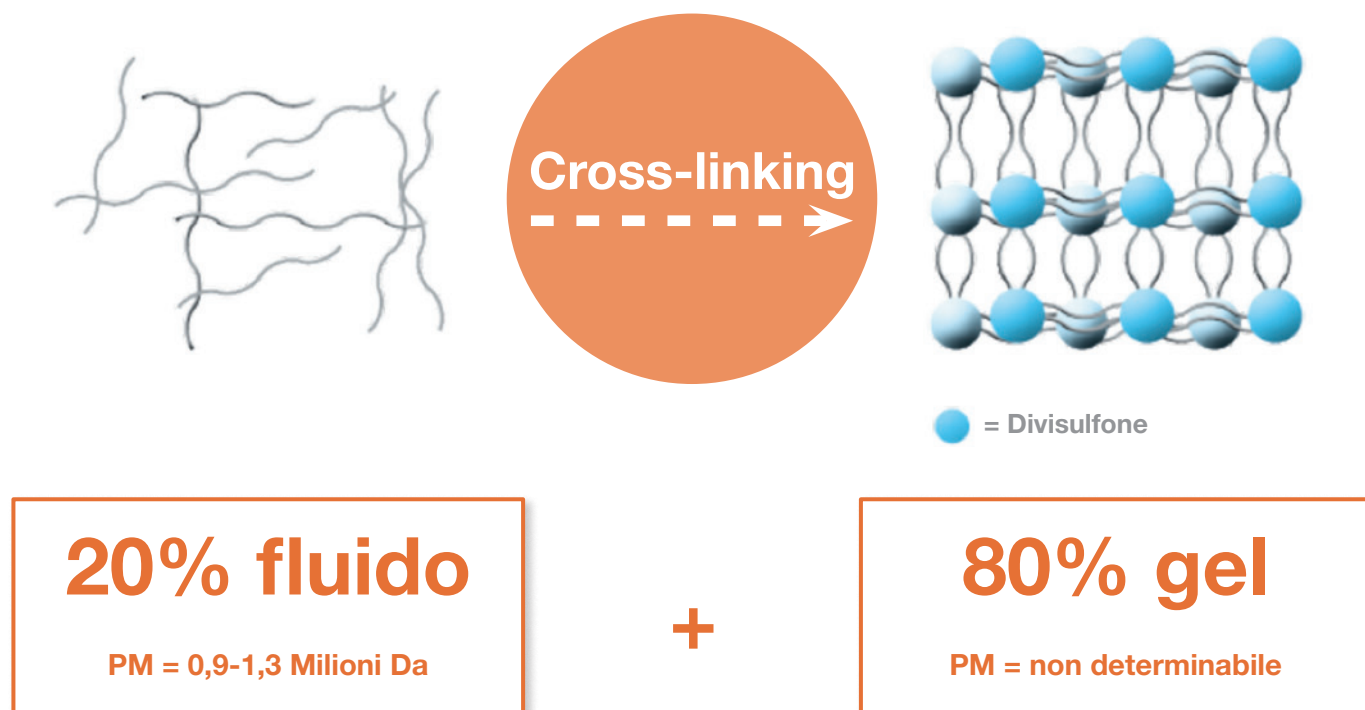 Cross-linking
= Divisulfone
20% fluido
PM = 0,9-1,3 Milioni Da
+
80% gel
PM = non determinabile